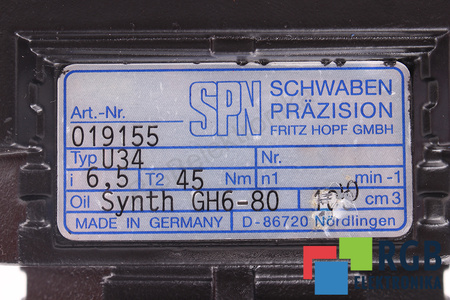 SPN SCHWABEN
PRÄZISION
FRITZ HOPF GMBH
Art.-Nr.
019155
Typ U34 Nr.
i 6,5 T2 45 Nm n1 min -1
Oil Synth GH6-80 cm3
MADE IN GERMANY D-86720 Nördlingen
RGB
ELEKTRONIKA